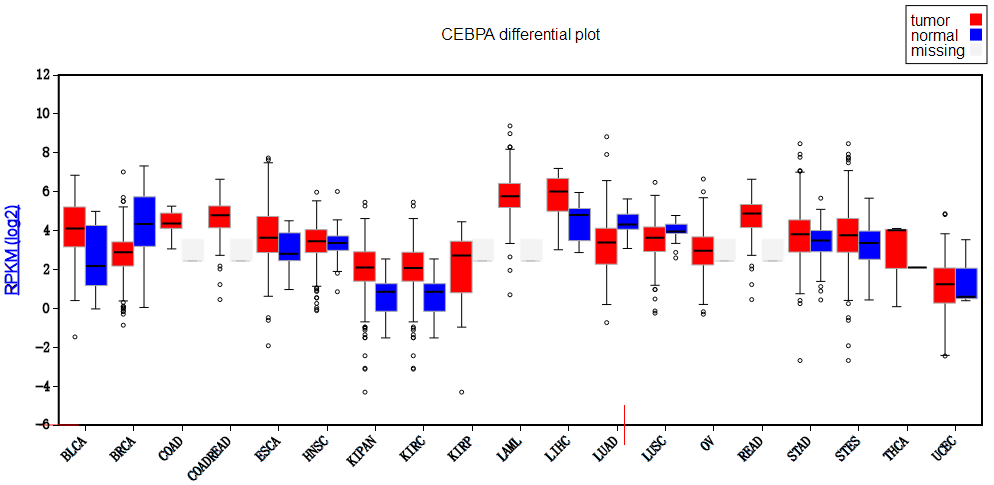 CEBPA differential plot
tumor
normal
missing
RPKM (log2)
12
10
8
6
4
2
0
-2
-4
-6
BLCA
BRCA
COAD
COADREAD
ESCA
HNSC
KIPAN
KIRC
KIRP
LAML
LIHC
LUAD
LUSC
OV
READ
STAD
STES
THCA
UCEC